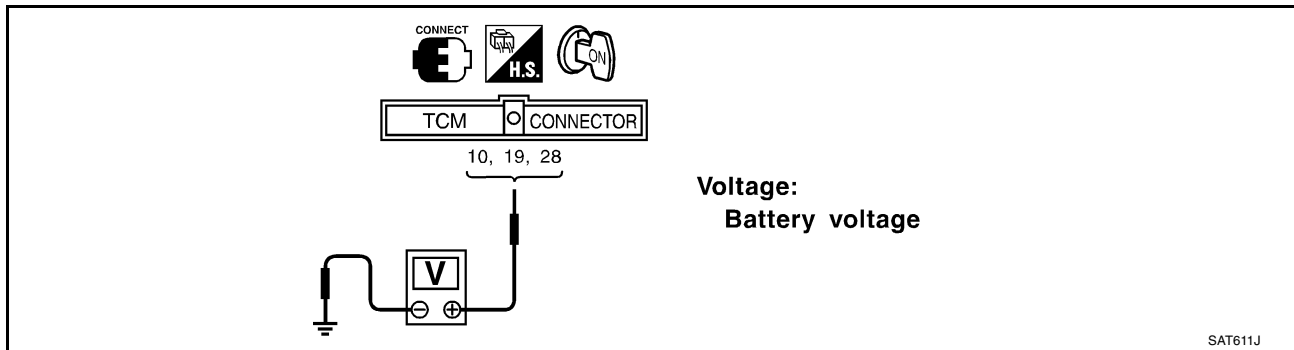 CONNECT
H.S.
ON
TCM CONNECTOR
10, 19, 28
V
Voltage:
Battery voltage
SAT611J